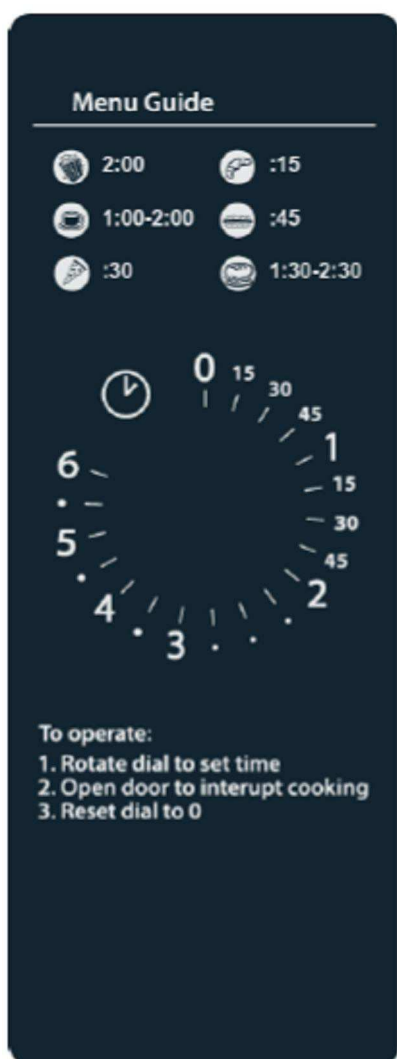 Menu Guide
2:00 :15
1:00-2:00 :45
:30 1:30-2:30
0 15 30 45
1 15 30 45
2
3
4
5
6
To operate:
1. Rotate dial to set time
2. Open door to interupt cooking
3. Reset dial to 0